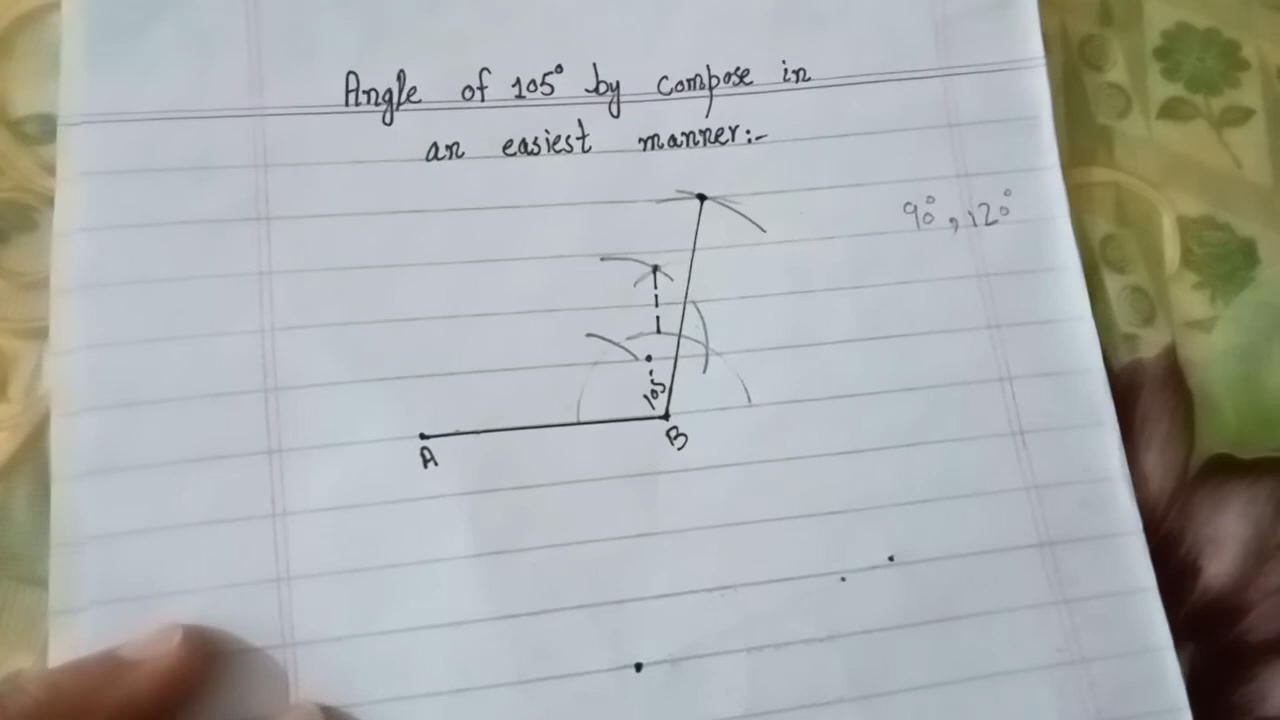 Angle of 105° by compose in
an easiest manner:-
90°, 120°
105
A
B